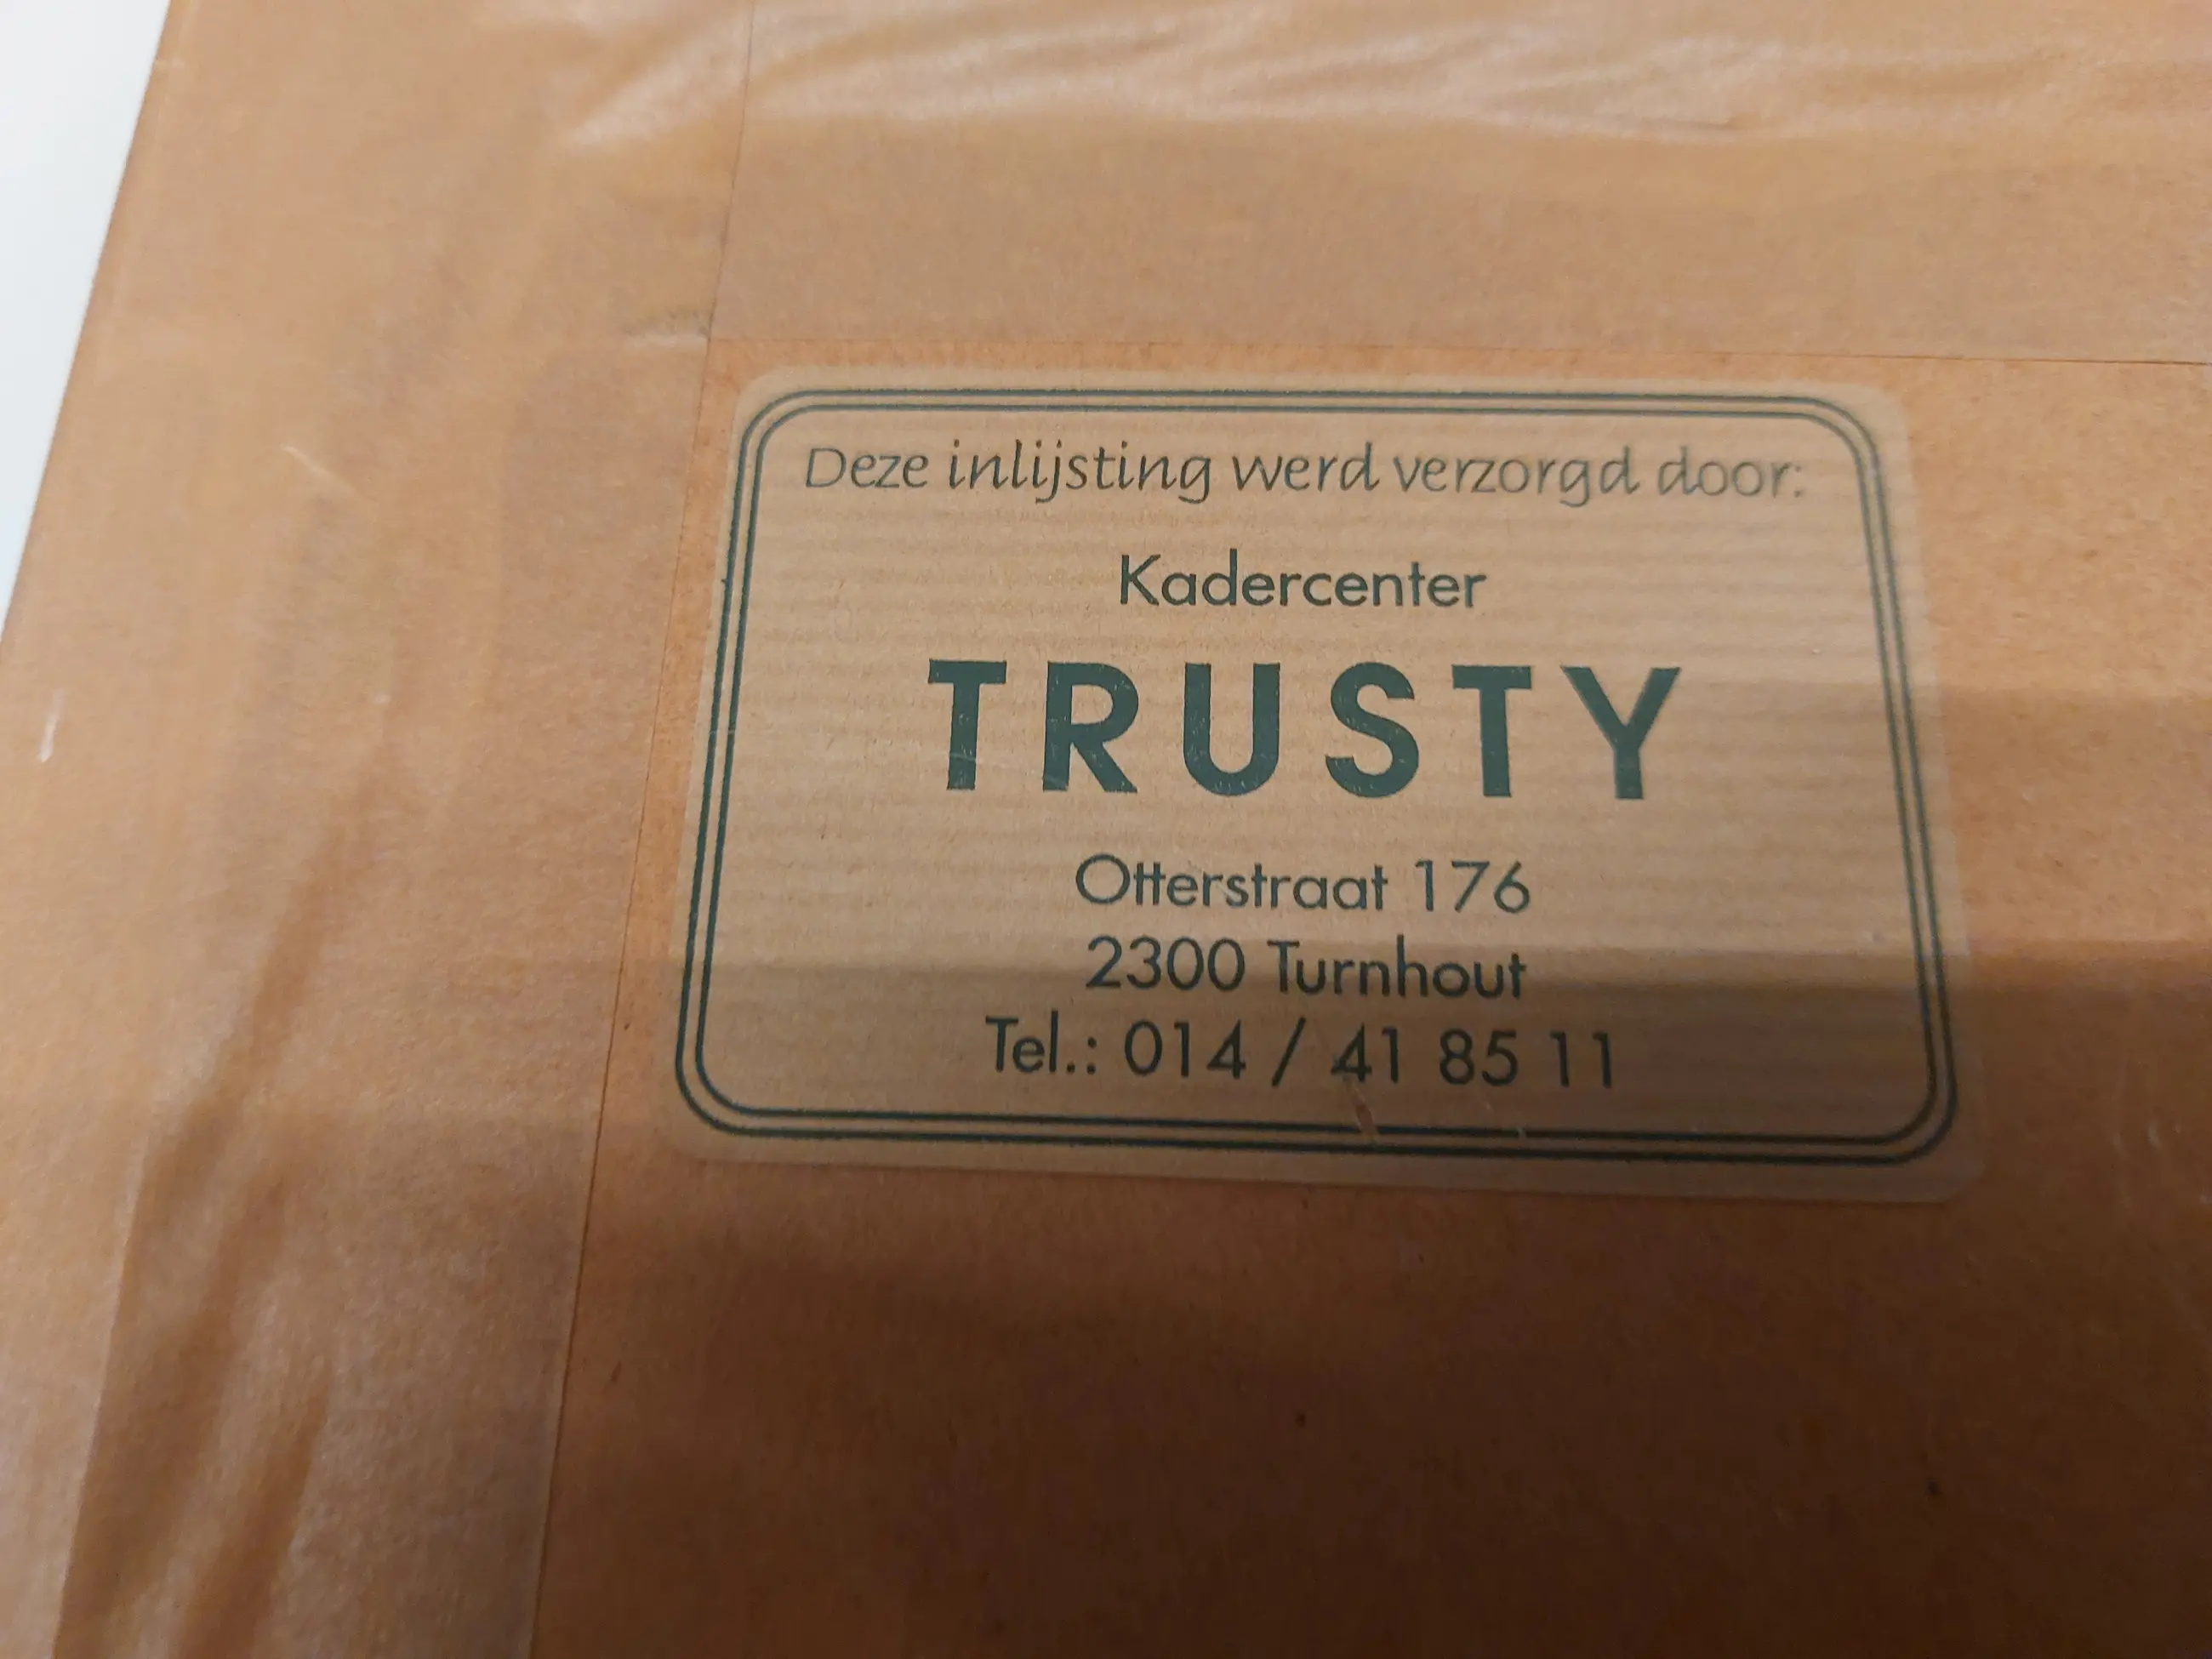 Deze inlijsting werd verzorgd door:
Kadercenter
TRUSTY
Otterstraat 176
2300 Turnhout
Tel.: 014 / 41 85 11